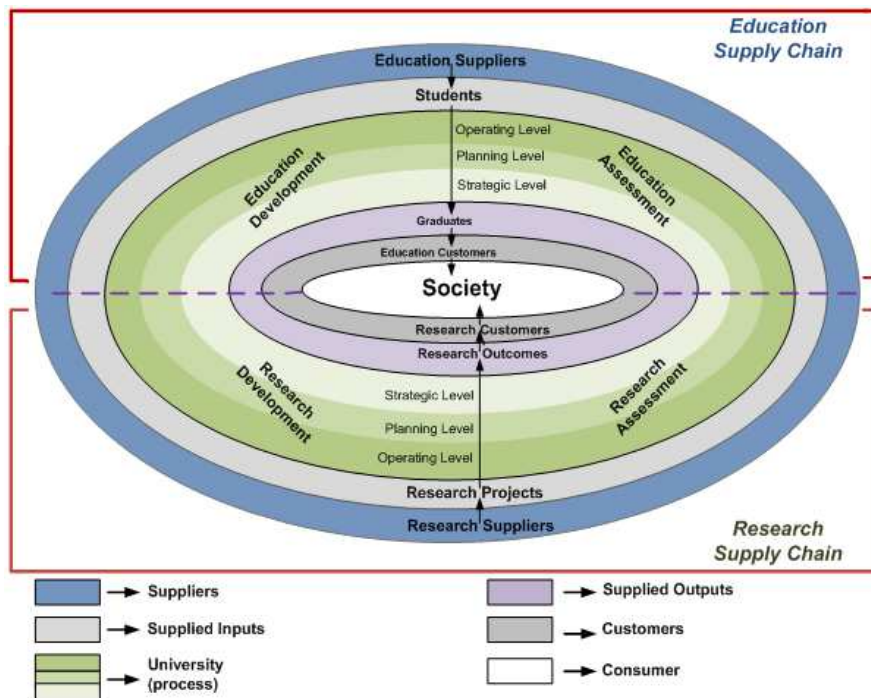 Education
Supply Chain
Education Suppliers
Students
Operating Level
Planning Level
Strategic Level
Education
Development
Education
Assessment
Graduates
Education Customers
Society
Research Customers
Research Outcomes
Research
Development
Research
Assessment
Strategic Level
Planning Level
Operating Level
Research Projects
Research Suppliers
Research
Supply Chain
Suppliers
Supplied Inputs
University
(process)
Supplied Outputs
Customers
Consumer